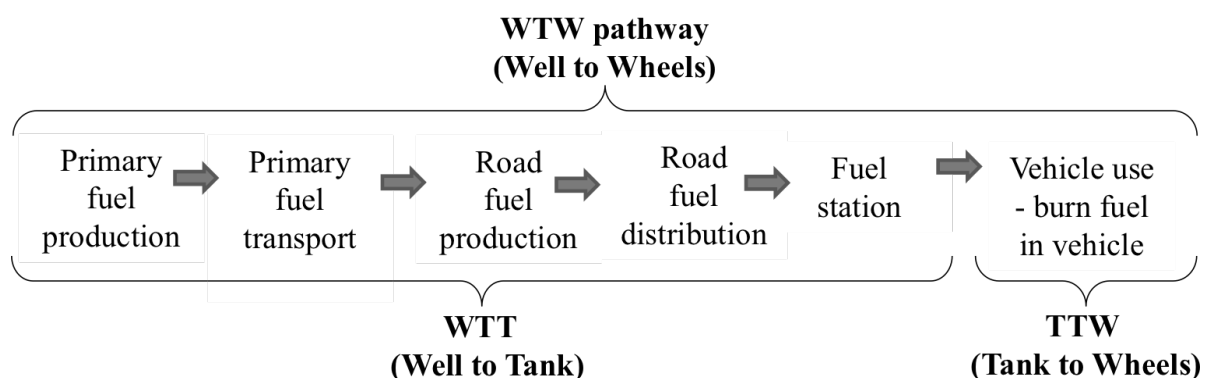 WTW pathway
(Well to Wheels)
Primary
fuel
production
Primary
fuel
transport
Road
fuel
production
Road
fuel
distribution
Fuel
station
Vehicle use
- burn fuel
in vehicle
WTT
(Well to Tank)
TTW
(Tank to Wheels)